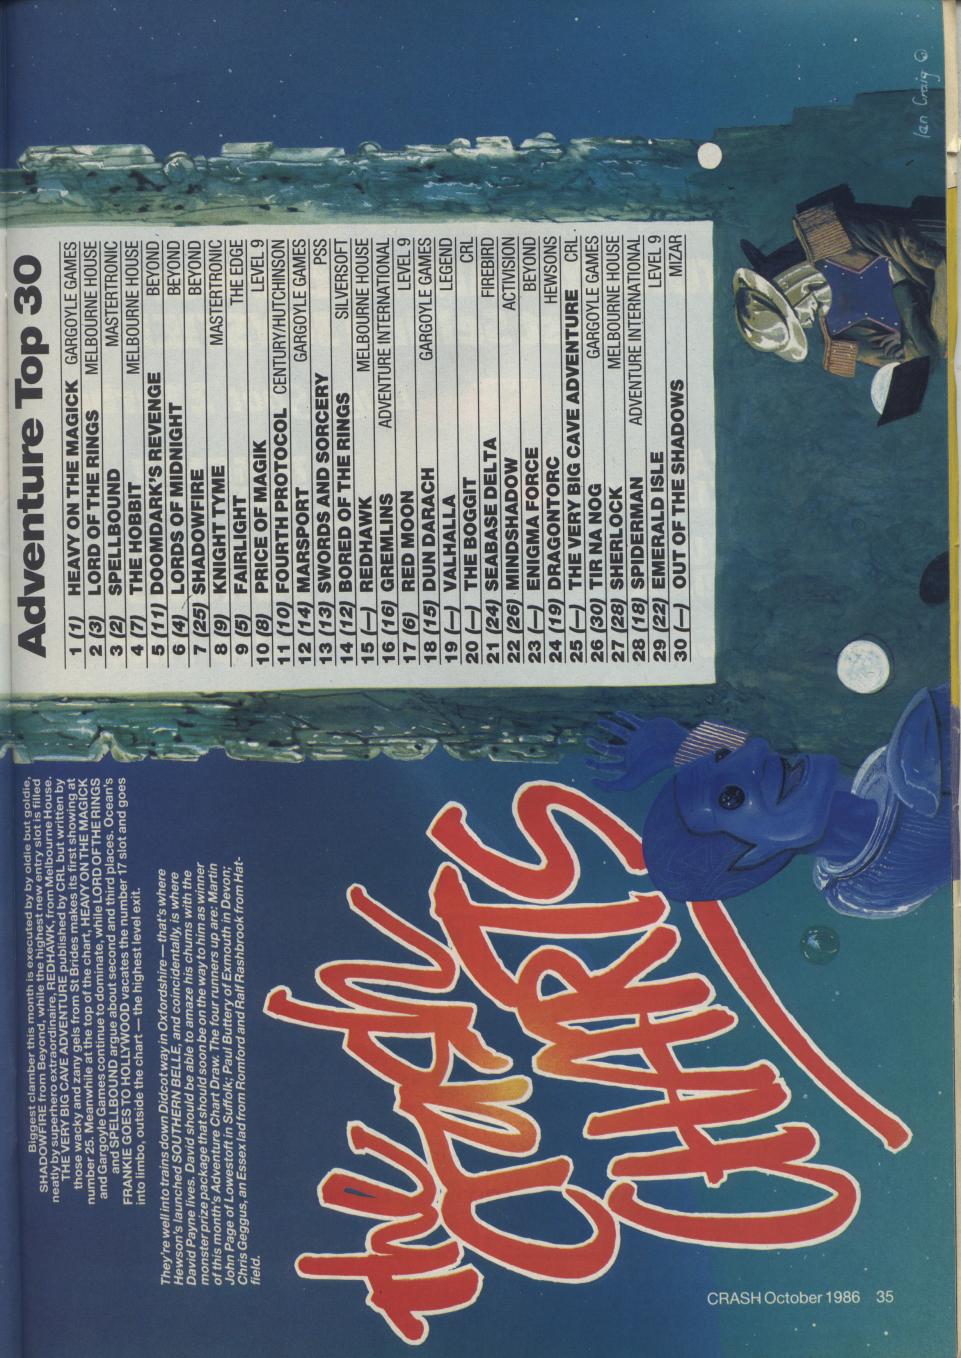 Biggest clamber this month is executed by by oldie but goldie,
SHADOWFIRE from Beyond, while the highest new entry slot is filled
neatly by superhero extraordinaire, REDHAWK, from Melbourne House.
THE VERY BIG CAVE ADVENTURE published by CRL but written by
those wacky and zany gels from St Brides makes its first showing at
number 25. Meanwhile at the top of the chart, HEAVY ON THE MAGICK
and Gargoyle Games continue to dominate, while LORD OF THE RINGS
and SPELLBOUND argue about second and third places. Ocean's
FRANKIE GOES TO HOLLYWOOD vacates the number 17 slot and goes
into limbo, outside the chart — the highest level exit.
They're well into trains down Didcot way in Oxfordshire — that's where
Hewson's launched SOUTHERN BELLE, and coincidentally, is where
David Payne lives. David should be able to amaze his chums with the
monster prize package that should soon be on the way to him as winner
of this month's Adventure Chart Draw. The four runners up are: Martin
John Page of Lowestoft in Suffolk; Paul Buttery of Exmouth in Devon;
Chris Geggus, an Essex lad from Romford and Ralf Rashbrook from Hat-
field.
The
CRASH
CHARTS
Adventure Top 30
1 (1) HEAVY ON THE MAGICK GARGOYLE GAMES
2 (3) LORD OF THE RINGS MELBOURNE HOUSE
3 (2) SPELLBOUND MASTERTRONIC
4 (7) THE HOBBIT MELBOURNE HOUSE
5 (11) DOOMDARK'S REVENGE BEYOND
6 (4) LORDS OF MIDNIGHT BEYOND
7 (25) SHADOWFIRE BEYOND
8 (9) KNIGHT TYME MASTERTRONIC
9 (5) FAIRLIGHT THE EDGE
10 (8) PRICE OF MAGIK LEVEL 9
11 (10) FOURTH PROTOCOL CENTURY/HUTCHINSON
12 (14) MARSPORT GARGOYLE GAMES
13 (13) SWORDS AND SORCERY PSS
14 (12) BORED OF THE RINGS SILVERSOFT
15 (—) REDHAWK MELBOURNE HOUSE
16 (16) GREMLINS ADVENTURE INTERNATIONAL
17 (6) RED MOON LEVEL 9
18 (15) DUN DARACH GARGOYLE GAMES
19 (—) VALHALLA LEGEND
20 (—) THE BOGGIT CRL
21 (24) SEABASE DELTA FIREBIRD
22 (26) MINDSHADOW ACTIVISION
23 (—) ENIGMA FORCE BEYOND
24 (19) DRAGONTORC HEWSONS
25 (—) THE VERY BIG CAVE ADVENTURE CRL
26 (30) TIR NA NOG GARGOYLE GAMES
27 (28) SHERLOCK MELBOURNE HOUSE
28 (18) SPIDERMAN ADVENTURE INTERNATIONAL
29 (22) EMERALD ISLE LEVEL 9
30 (—) OUT OF THE SHADOWS MIZAR
Ian Craig
CRASH October 1986 35